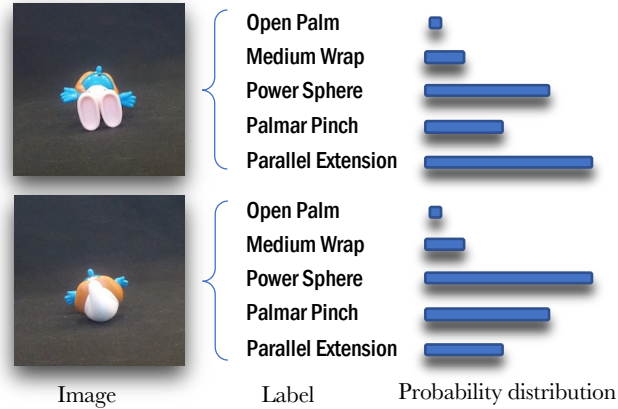 Open Palm
Medium Wrap
Power Sphere
Palmar Pinch
Parallel Extension
Open Palm
Medium Wrap
Power Sphere
Palmar Pinch
Parallel Extension
Image Label Probability distribution